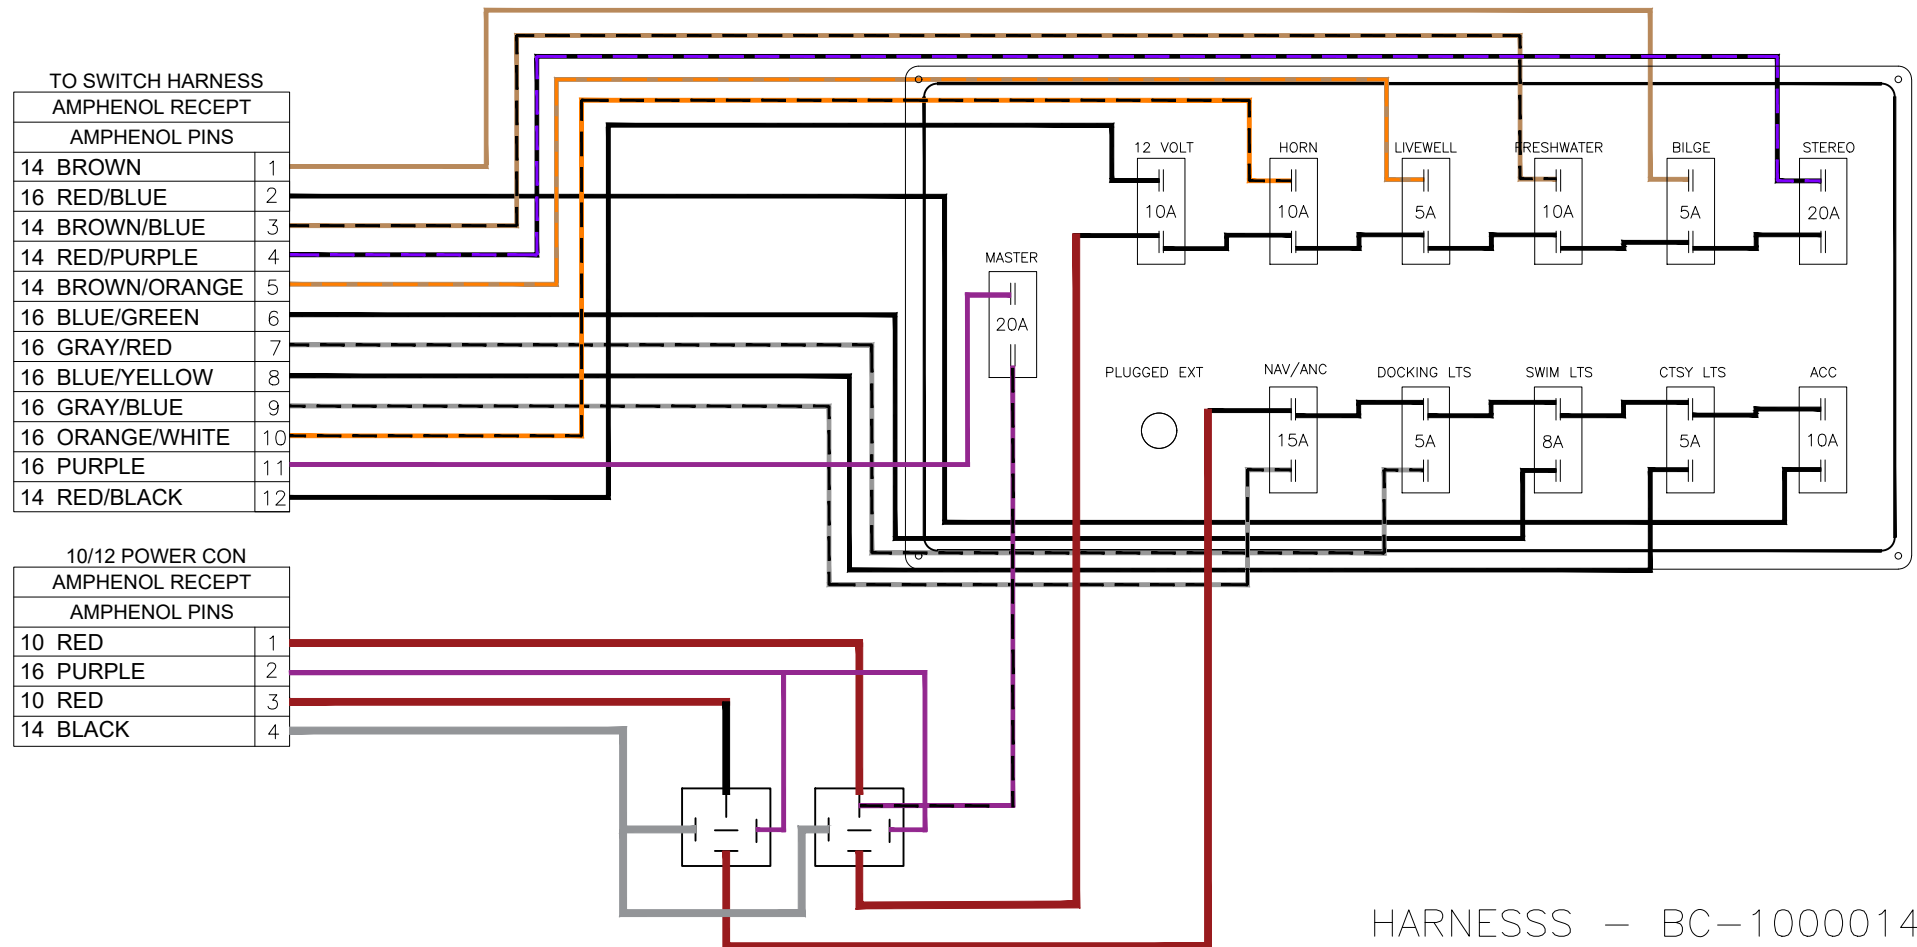 TO SWITCH HARNESS
AMPHENOL RECEPT
AMPHENOL PINS
14 BROWN 1
16 RED/BLUE 2
14 BROWN/BLUE 3
14 RED/PURPLE 4
14 BROWN/ORANGE 5
16 BLUE/GREEN 6
16 GRAY/RED 7
16 BLUE/YELLOW 8
16 GRAY/BLUE 9
16 ORANGE/WHITE 10
16 PURPLE 11
14 RED/BLACK 12
10/12 POWER CON
AMPHENOL RECEPT
AMPHENOL PINS
10 RED 1
16 PURPLE 2
10 RED 3
14 BLACK 4
12 VOLT HORN LIVEWELL FRESHWATER BILGE STEREO
10A 10A 5A 10A 5A 20A
MASTER
20A
PLUGGED EXT NAV/ANC DOCKING LTS SWIM LTS CTSY LTS ACC
15A 5A 8A 5A 10A
HARNESSS - BC-1000014